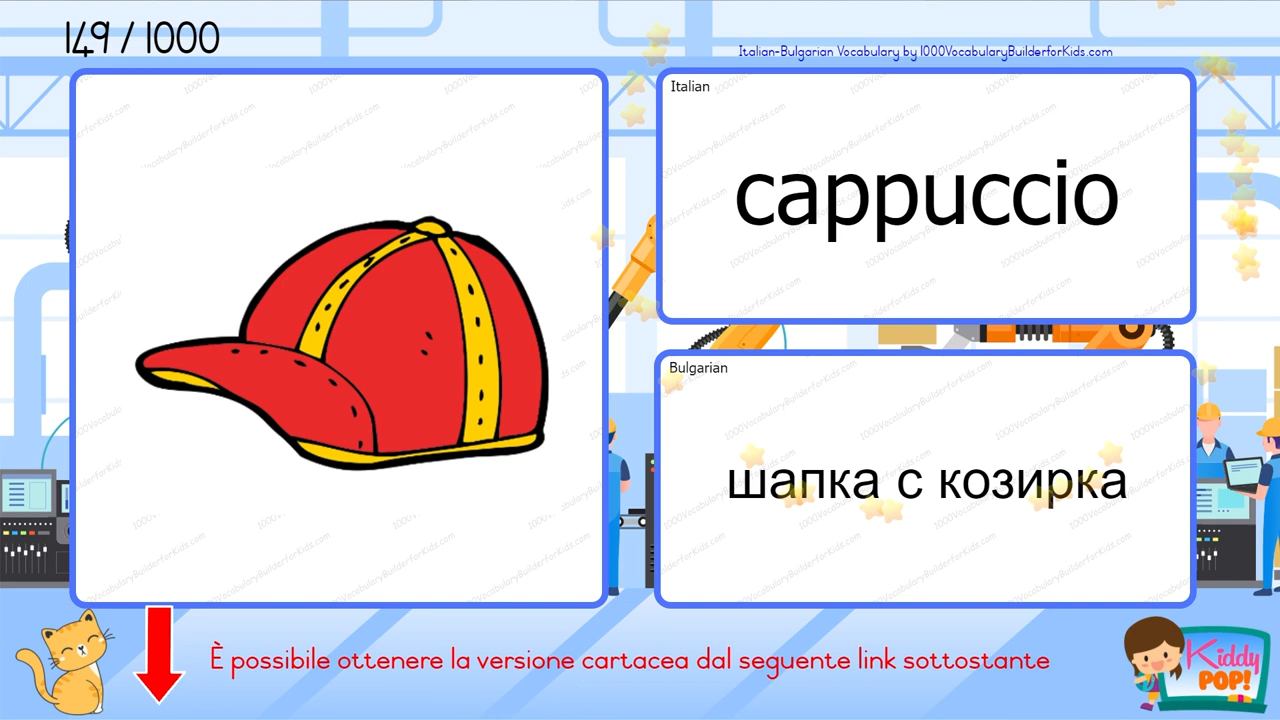 149 / 1000
Italian-Bulgarian Vocabulary by 1000VocabularyBuilderforKids.com
Italian
cappuccio
Bulgarian
шапка с козирка
È possibile ottenere la versione cartacea dal seguente link sottostante
Kiddy
POP!